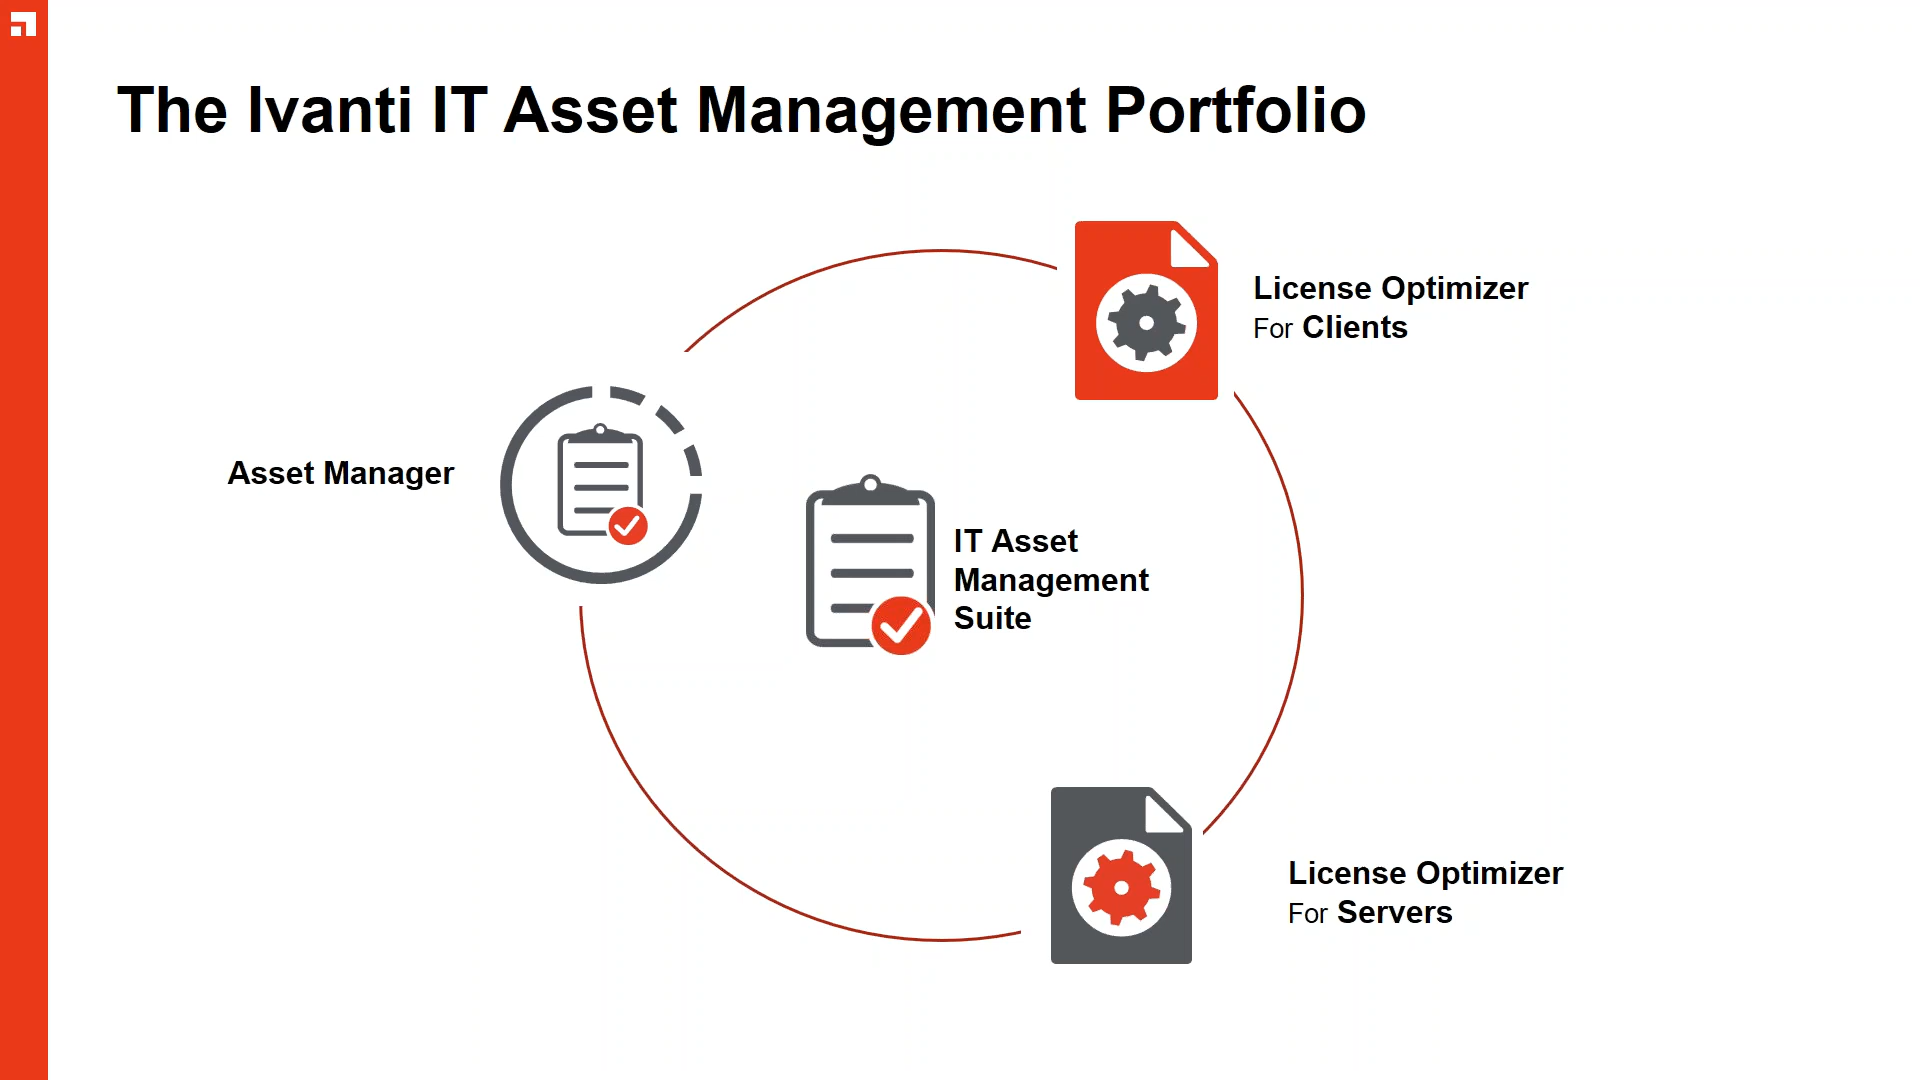 The Ivanti IT Asset Management Portfolio
License Optimizer
For Clients
Asset Manager
IT Asset
Management
Suite
License Optimizer
For Servers